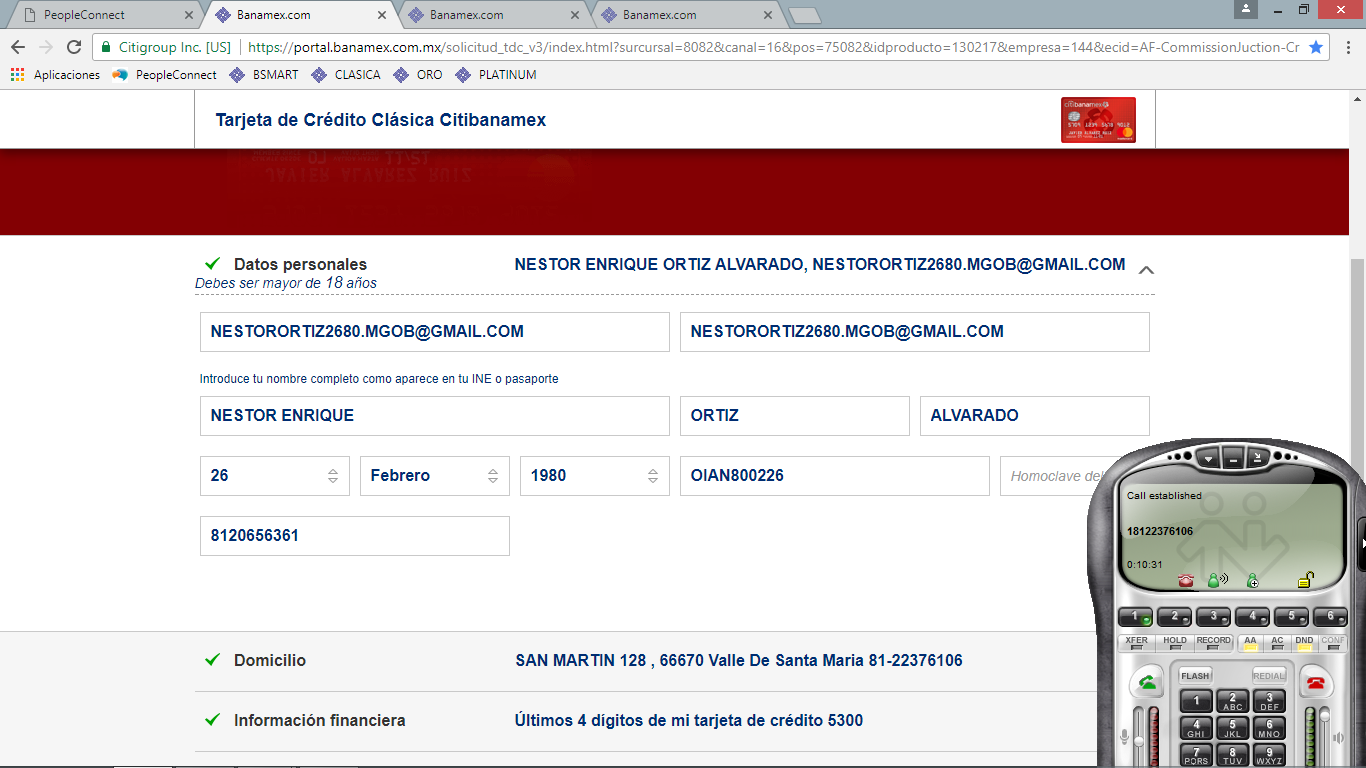 PeopleConnect
Banamex.com
Banamex.com
Banamex.com
Citigroup Inc. [US] https://portal.banamex.com.mx/solicitud_tdc_v3/index.html?sursucal=8082&canal=16&pos=75082&idproducto=130217&empresa=144&ecid=AF-CommissionJuction-Cr
Aplicaciones PeopleConnect BSMART CLASICA ORO PLATINUM
Tarjeta de Crédito Clásica Citibanamex
citibanamex
JAVIER ALVAREZ RUIZ
Datos personales NESTOR ENRIQUE ORTIZ ALVARADO, NESTORORTIZ2680.MGOB@GMAIL.COM
Debes ser mayor de 18 años
NESTORORTIZ2680.MGOB@GMAIL.COM NESTORORTIZ2680.MGOB@GMAIL.COM
Introduce tu nombre completo como aparece en tu INE o pasaporte
NESTOR ENRIQUE ORTIZ ALVARADO
26 Febrero 1980 OIAN800226 Homoclave del
8120656361
Domicilio SAN MARTIN 128 , 66670 Valle De Santa Maria 81-22376106
Información financiera Últimos 4 dígitos de mi tarjeta de crédito 5300
Call established
18122376106
0:10:31
1 2 3 4 5 6
XFER HOLD RECORD AA AC DND CONF
FLASH REDIAL
1 2 ABC 3 DEF
4 GHI 5 JKL 6 MNO
7 PQRS 8 TUV 9 WXYZ